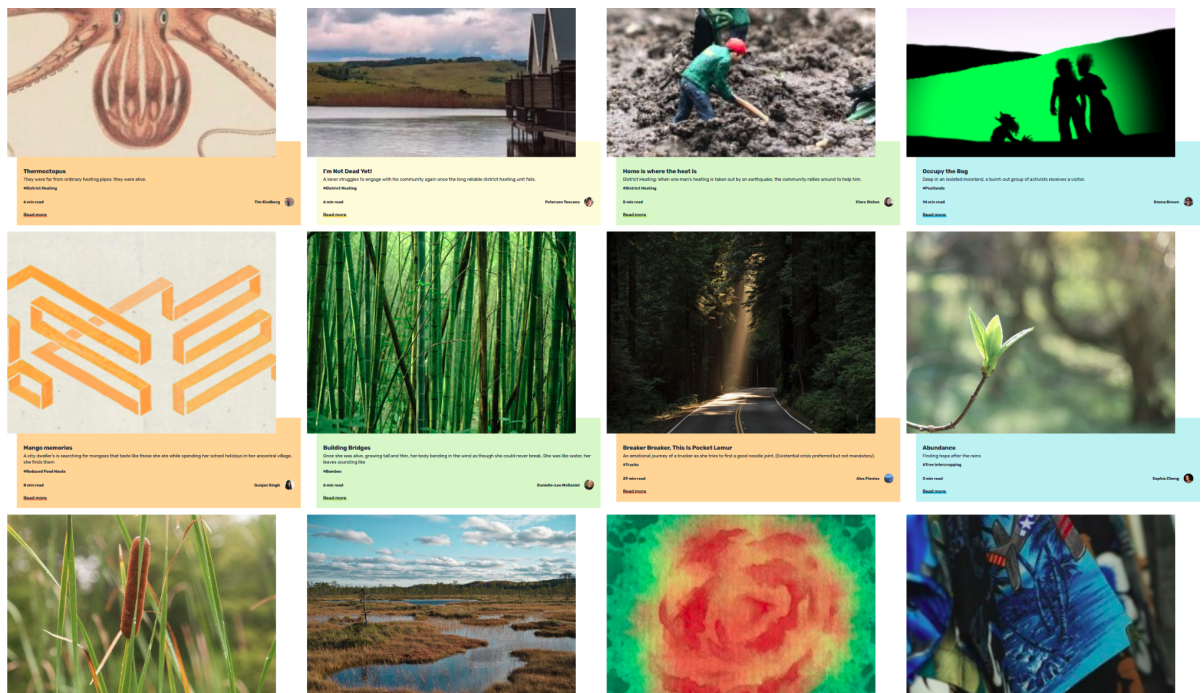 Thermoctopus
They were far from ordinary heating pipes; they were alive.
#District Heating
6 min read
Tim Kindberg
Read more
I'm Not Dead Yet!
A loner struggles to engage with his community again once the long reliable district heating unit fails.
#District Heating
6 min read
Peterson Toscano
Read more
Home is where the heat is
District Heating: When one man's heating is taken out by an earthquake, the community rallies around to help him.
#District Heating
5 min read
Read more
Occupy the Bog
Deep in an isolated moorland, a burnt-out group of activists receives a visitor.
#Peatlands
14 min read
Emma Brown
Read more
Mango memories
A city dweller's is searching for mangoes that taste like those she ate while spending her school holidays in her ancestral village,
she finds them
#Reduced Food Waste
8 min read
Gunjan Singh
Read more
Building Bridges
Once she was alive, growing tall and thin, her body bending in the wind as though she could never break. She was like water, her
leaves sounding like
#Bamboo
6 min read
Danielle-Lee McDaniel
Read more
Breaker Breaker, This Is Pocket Lemur
An emotional journey of a trucker as she tries to find a good noodle joint. (Existential crisis preferred but not mandatory).
#Trucks
29 min read
Read more
Abundance
Finding hope after the rains
#Tree Intercropping
3 min read
Sophia Cheng
Read more